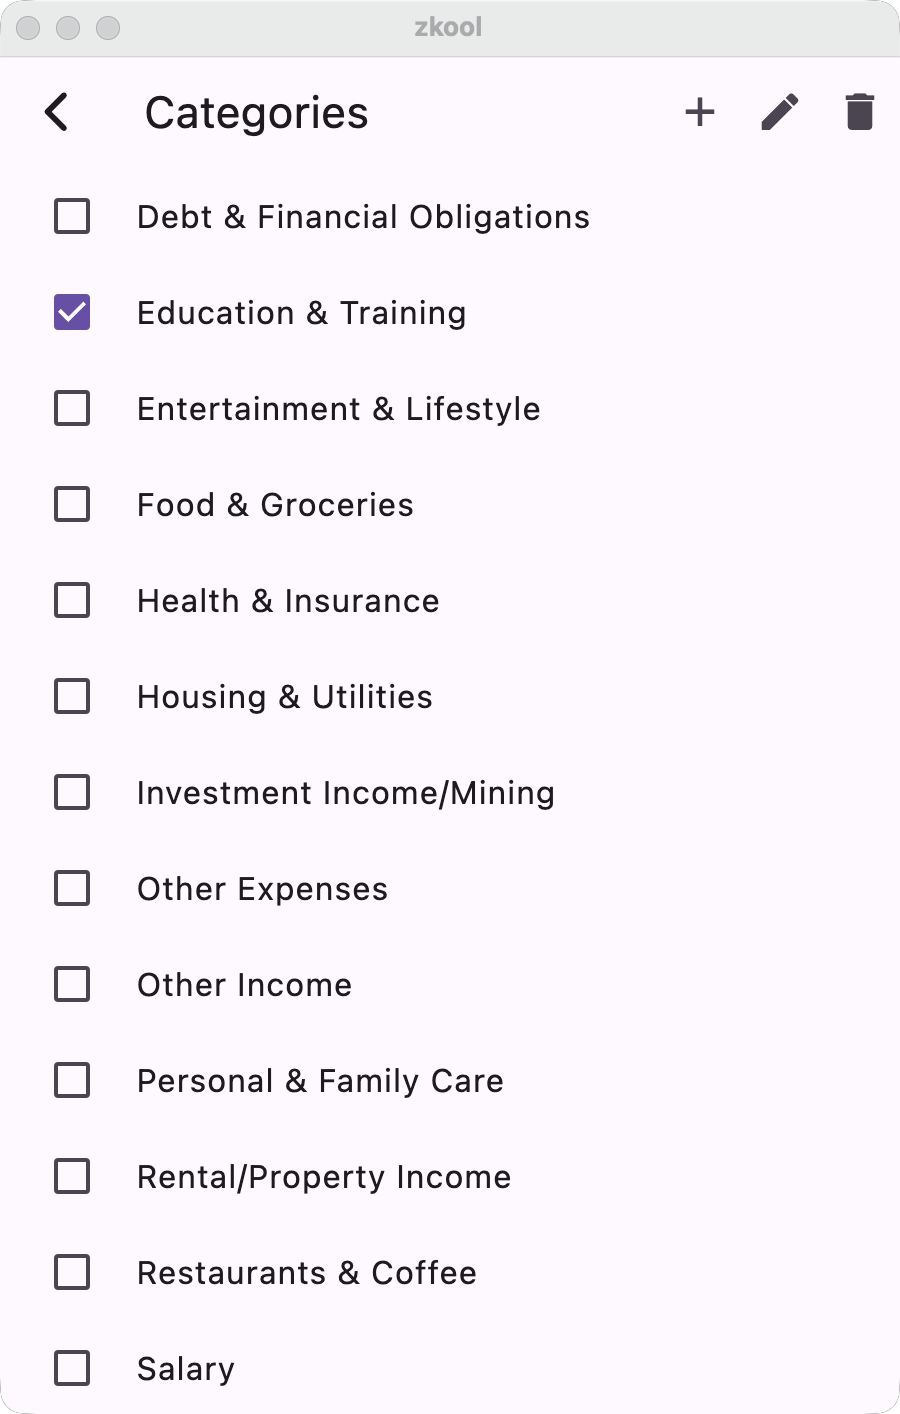 zkool
Categories
Debt & Financial Obligations
Education & Training
Entertainment & Lifestyle
Food & Groceries
Health & Insurance
Housing & Utilities
Investment Income/Mining
Other Expenses
Other Income
Personal & Family Care
Rental/Property Income
Restaurants & Coffee
Salary